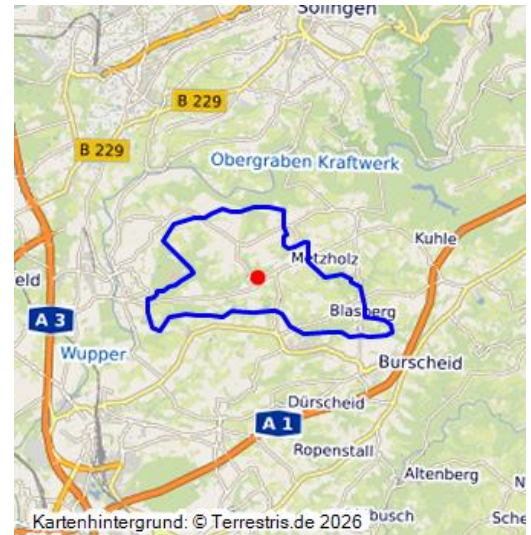 Solingen
B 229
B 229
Obergraben Kraftwerk
Kuhle
Metzholz
eld
Blasberg
A 3
Wupper
Burscheid
Dürscheid
A 1
Ropenstall
Altenberg
N
busch
Sche
Kartenhintergrund: © Terrestris.de 2026